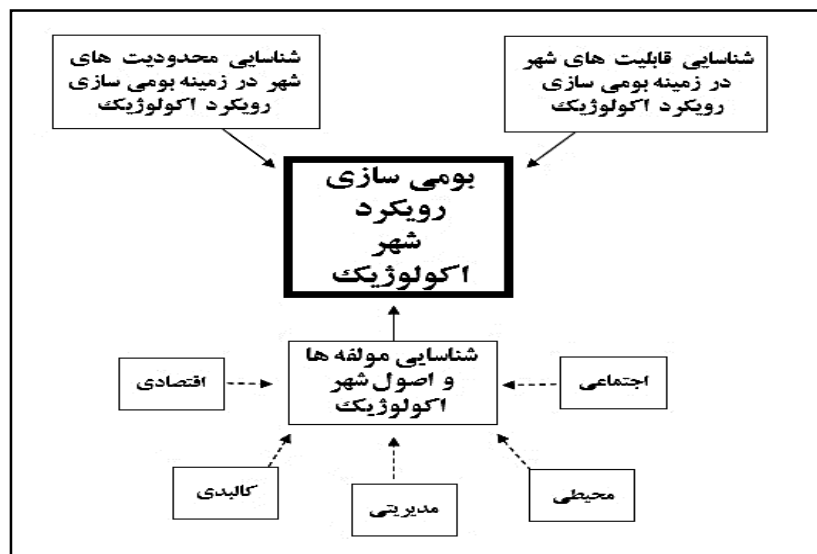 شناسایی قابلیت های شهر
در زمینه بومی سازی
رویکرد اکولوژیک
شناسایی محدودیت های
شهر در زمینه بومی سازی
رویکرد اکولوژیک
بومی سازی
رویکرد
شهر
اکولوژیک
شناسایی مولفه ها
و اصول شهر
اکولوژیک
اجتماعی
اقتصادی
محیطی
مدیریتی
کالبدی